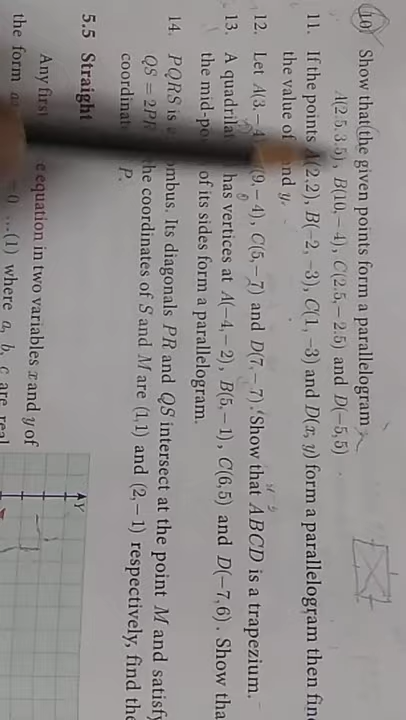 10 Show that the given points form a parallelogram
A(2.5,3.5), B(10,−4), C(2.5,−2.5) and D(−5,5)
11. If the points A(2,2), B(−2,−3), C(1,−3) and D(x, y) form a parallelogram then find
the value of and y.
12. Let A(3,−4 (9,−4), C(5,−7) and D(7,−7). Show that ABCD is a trapezium.
13. A quadrilat has vertices at A(−4,−2), B(5,−1), C(6,5) and D(−7,6). Show tha
the mid-po of its sides form a parallelogram.
14. PQRS is ombus. Its diagonals PR and QS intersect at the point M and satisfy
QS = 2PR he coordinates of S and M are (1,1) and (2,−1) respectively, find the
coordinat P.
5.5 Straight
Any firs e equation in two variables x and y of
the form = 0 ...(1) where a, b, c are real
Y